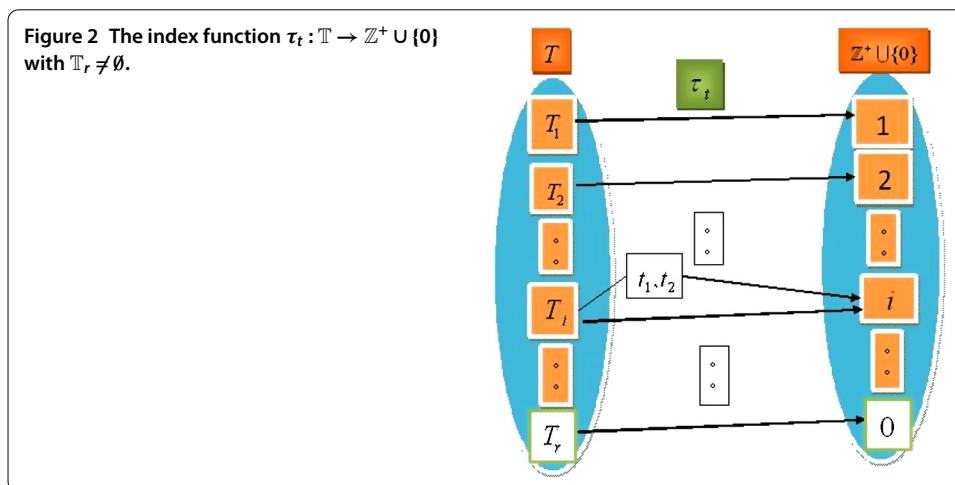 Figure 2 The index function τₜ : 𝕋 → ℤ⁺ ∪ {0}
with 𝕋ᵣ ≠ ∅.
T
ℤ⁺ ∪ {0}
τₜ
T₁
1
T₂
2
t₁、t₂
Tᵢ
i
Tᵣ
0